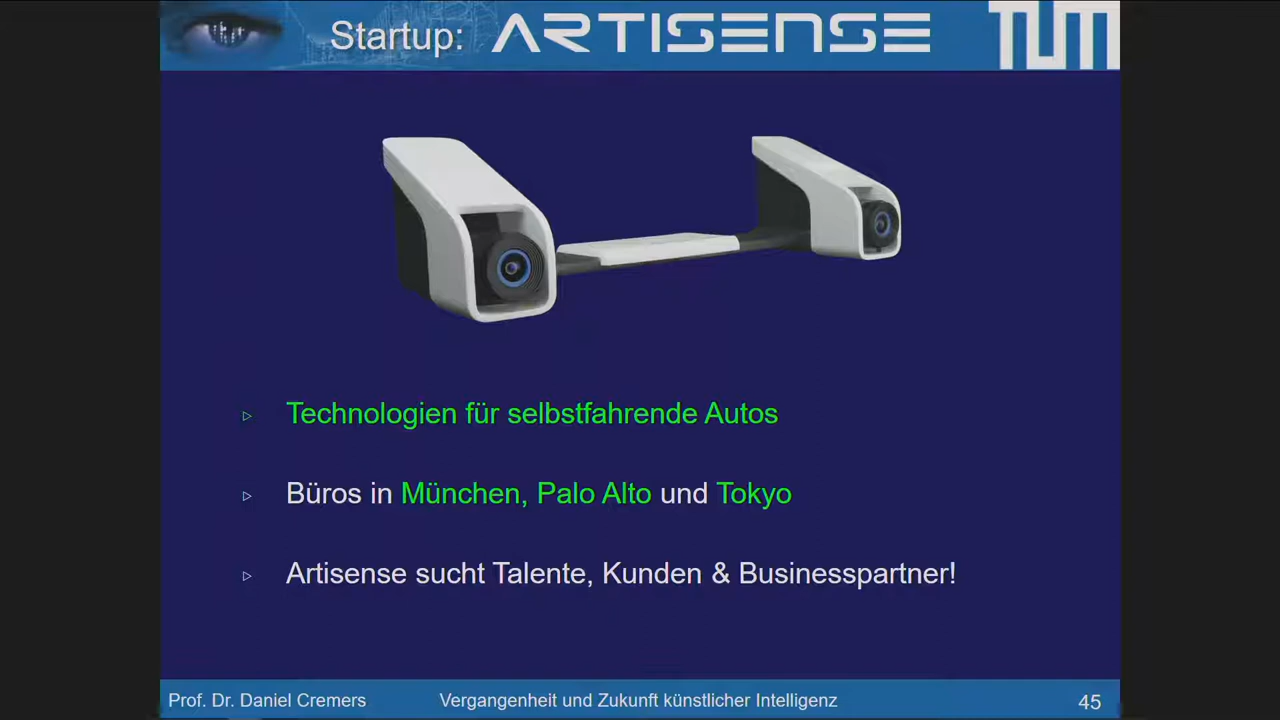 Startup: ARTISENSE
TUM
Technologien für selbstfahrende Autos
Büros in München, Palo Alto und Tokyo
Artisense sucht Talente, Kunden & Businesspartner!
Prof. Dr. Daniel Cremers
Vergangenheit und Zukunft künstlicher Intelligenz
45